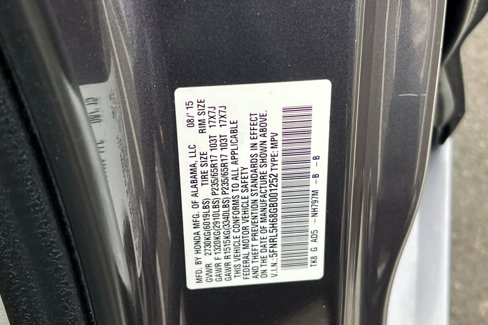 MFD. BY HONDA MFG. OF ALABAMA, LLC 08/'15
GVWR 2730KG(6019LBS) TIRE SIZE RIM SIZE
GAWR F 1320KG(2910LBS) P235/65R17 103T 17X7J
GAWR R1515KG(3340LBS) P235/65R17 103T 17X7J
THIS VEHICLE CONFORMS TO ALL APPLICABLE
FEDERAL MOTOR VEHICLE SAFETY AND THEFT
PREVENTION STANDARDS IN EFFECT
ON THE DATE OF MANUFACTURE SHOWN ABOVE.
V.I.N.: 5FNRL5H68GB001252 TYPE: MPV
TK8 G AD5 -NH797M - B - B